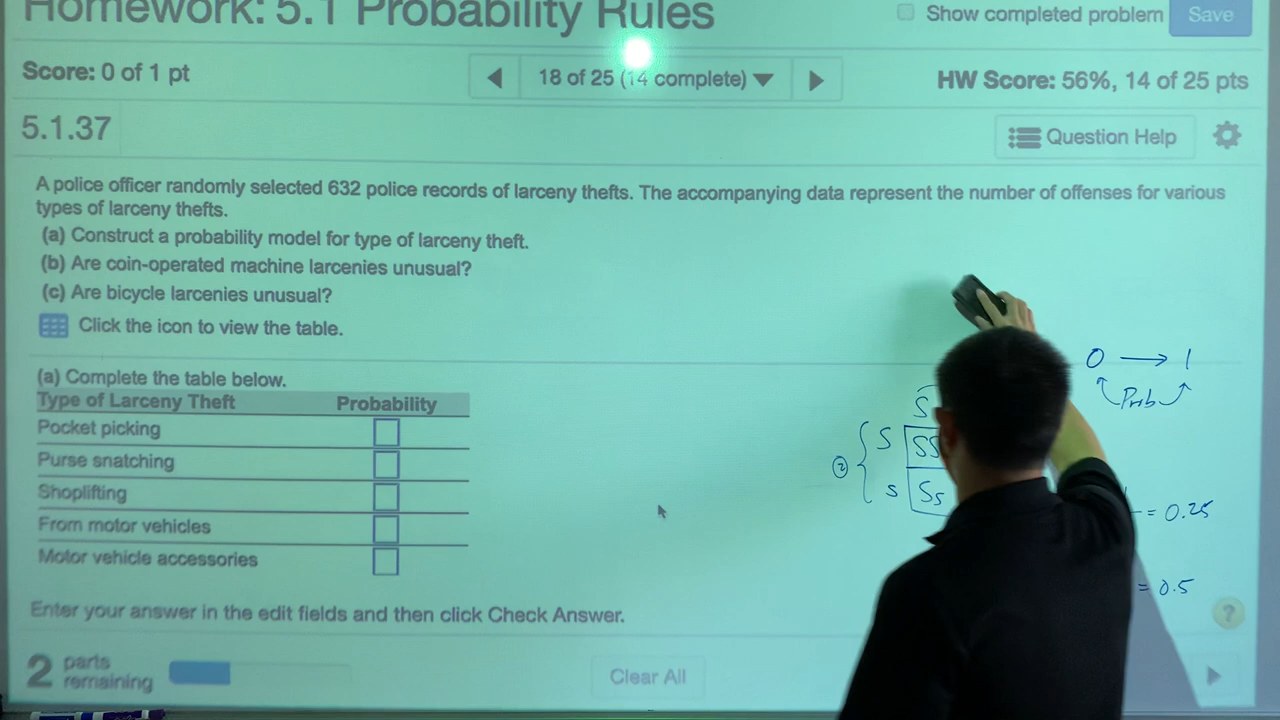 Homework: 5.1 Probability Rules
Show completed problem
Save
Score: 0 of 1 pt
18 of 25 (14 complete)
HW Score: 56%, 14 of 25 pts
5.1.37
Question Help
A police officer randomly selected 632 police records of larceny thefts. The accompanying data represent the number of offenses for various
types of larceny thefts.
(a) Construct a probability model for type of larceny theft.
(b) Are coin-operated machine larcenies unusual?
(c) Are bicycle larcenies unusual?
Click the icon to view the table.
(a) Complete the table below.
Type of Larceny Theft Probability
Pocket picking
Purse snatching
Shoplifting
From motor vehicles
Motor vehicle accessories
Enter your answer in the edit fields and then click Check Answer.
2 parts
remaining
Clear All
?
0 → 1
Prob
S
② { S SS
s Ss
= 0.25
= 0.5